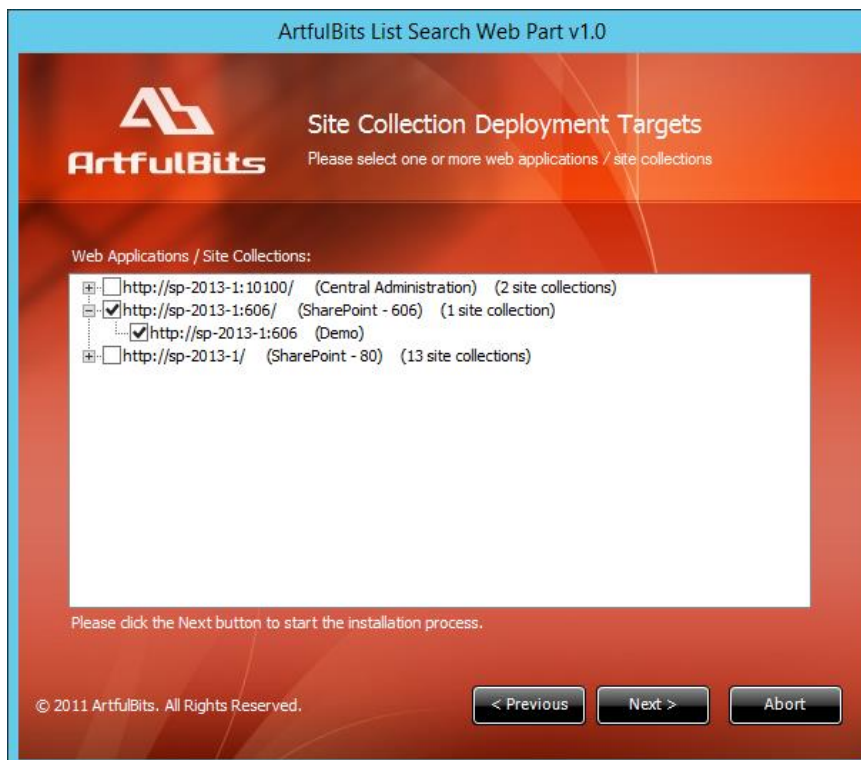 ArtfulBits List Search Web Part v1.0
ArtfulBits
Site Collection Deployment Targets
Please select one or more web applications / site collections
Web Applications / Site Collections:
http://sp-2013-1:10100/ (Central Administration) (2 site collections)
http://sp-2013-1:606/ (SharePoint - 606) (1 site collection)
http://sp-2013-1:606 (Demo)
http://sp-2013-1/ (SharePoint - 80) (13 site collections)
Please click the Next button to start the installation process.
© 2011 ArtfulBits. All Rights Reserved.
< Previous
Next >
Abort